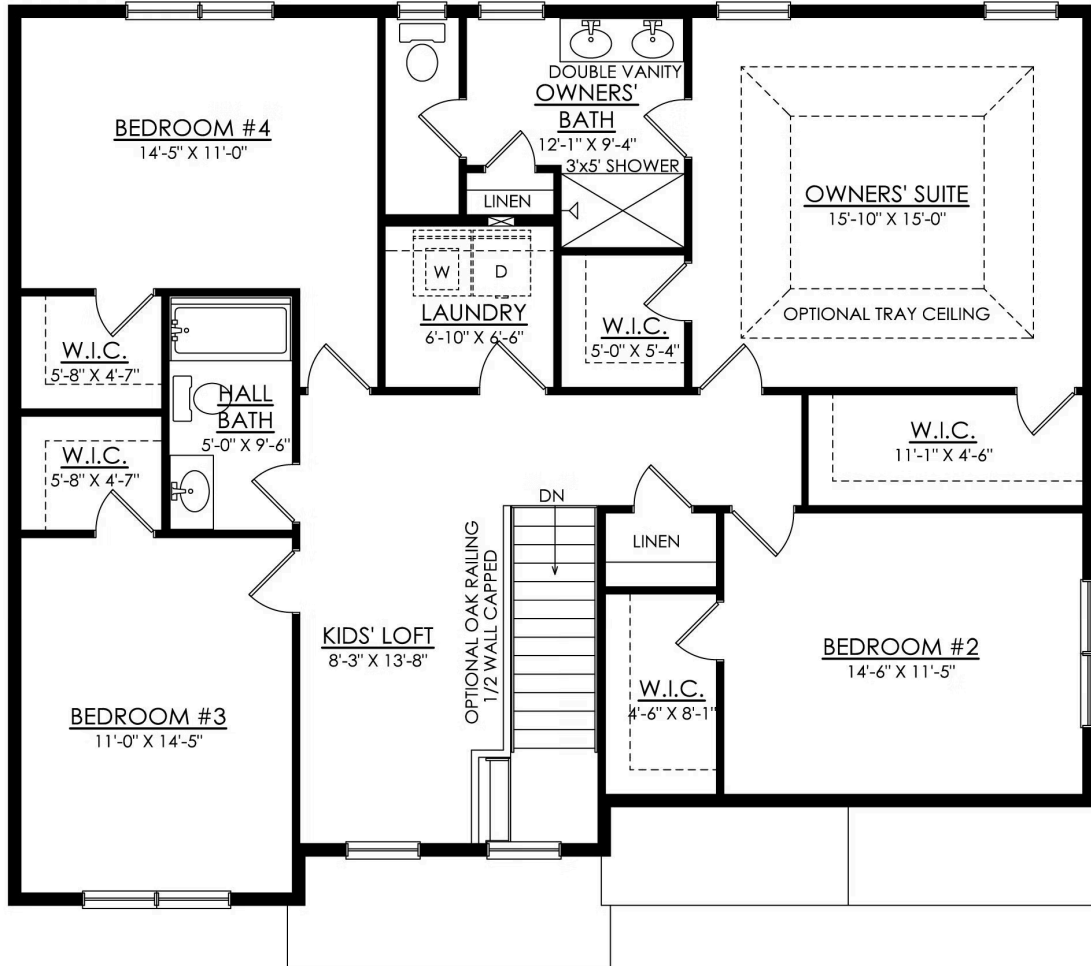 BEDROOM #4
14'-5" X 11'-0"
DOUBLE VANITY
OWNERS'
BATH
12'-1" X 9'-4"
3'x5' SHOWER
LINEN
OWNERS' SUITE
15'-10" X 15'-0"
OPTIONAL TRAY CEILING
W
D
LAUNDRY
6'-10" X 6'-6"
W.I.C.
5'-0" X 5'-4"
W.I.C.
5'-8" X 4'-7"
HALL
BATH
5'-0" X 9'-6"
W.I.C.
5'-8" X 4'-7"
W.I.C.
11'-1" X 4'-6"
DN
LINEN
OPTIONAL OAK RAILING
1/2 WALL CAPPED
KIDS' LOFT
8'-3" X 13'-8"
BEDROOM #2
14'-6" X 11'-5"
W.I.C.
4'-6" X 8'-1"
BEDROOM #3
11'-0" X 14'-5"